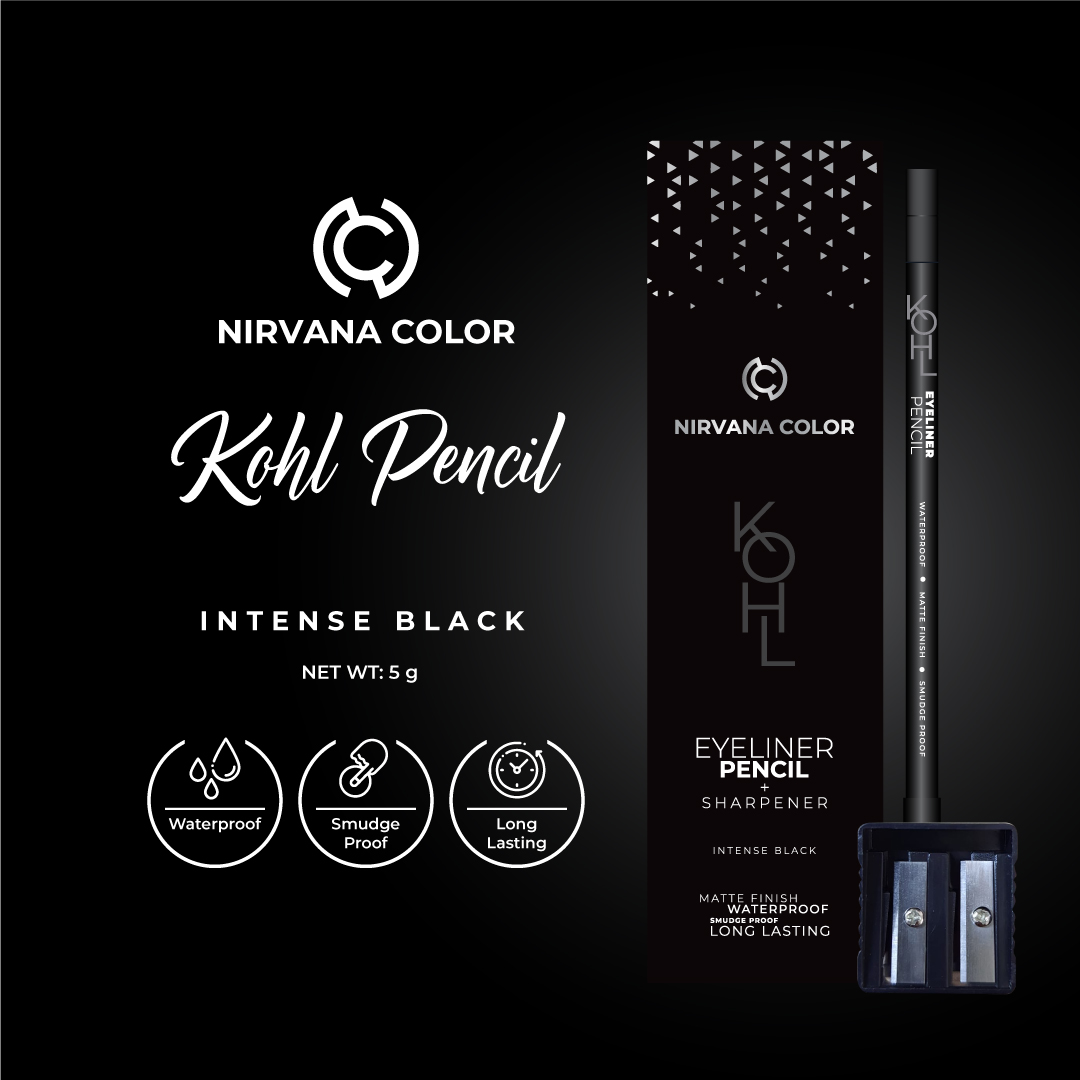 NIRVANA COLOR
Kohl Pencil
INTENSE BLACK
NET WT: 5 g
Waterproof
Smudge
Proof
Long
Lasting
NIRVANA COLOR
KOHL
EYELINER
PENCIL
+
SHARPENER
INTENSE BLACK
MATTE FINISH
WATERPROOF
SMUDGE PROOF
LONG LASTING
KOHL
EYELINER
PENCIL
WATERPROOF • MATTE FINISH • SMUDGE PROOF